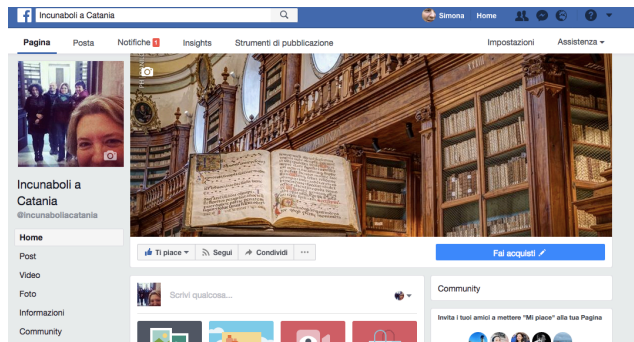 Incunaboli a Catania
Simona Home
Pagina Posta Notifiche 1 Insights Strumenti di pubblicazione Impostazioni Assistenza
Incunaboli a
Catania
@incunaboliacatania
Home
Post
Video
Foto
Informazioni
Community
Ti piace Segui Condividi ...
Fai acquisti
Scrivi qualcosa...
Community
Invita i tuoi amici a mettere "Mi piace" alla tua Pagina